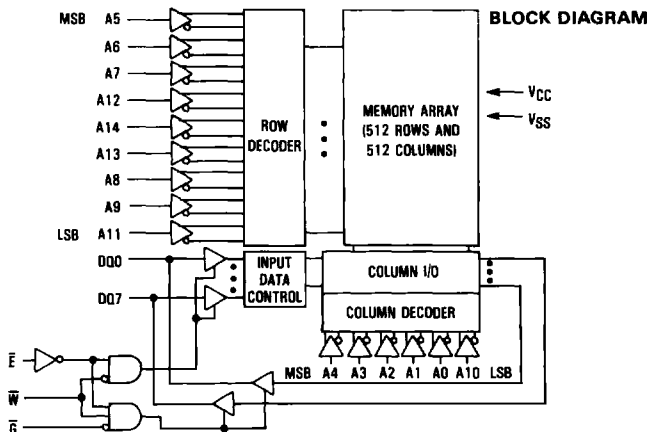 BLOCK DIAGRAM
MSB A5
A6
A7
A12
A14
A13
A8
A9
LSB A11
ROW
DECODER
MEMORY ARRAY
(512 ROWS AND
512 COLUMNS)
VCC
VSS
DQ0
DQ7
INPUT
DATA
CONTROL
COLUMN I/O
COLUMN DECODER
MSB A4 A3 A2 A1 A0 A10 LSB
E̅
W̅
G̅